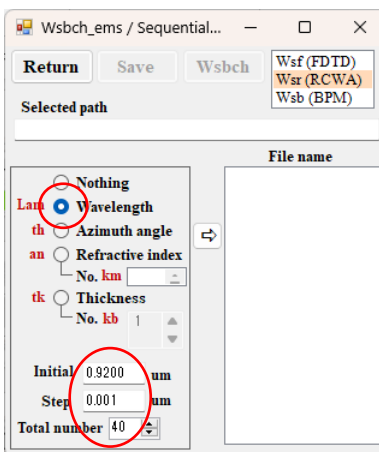 Wsbch_ems / Sequential...
Return Save Wsbch
Wsf (FDTD)
Wsr (RCWA)
Wsb (BPM)
Selected path
File name
Nothing
Lam Wavelength
th Azimuth angle
an Refractive index
No. km
tk Thickness
No. kb 1
Initial 0.9200 um
Step 0.001 um
Total number 40